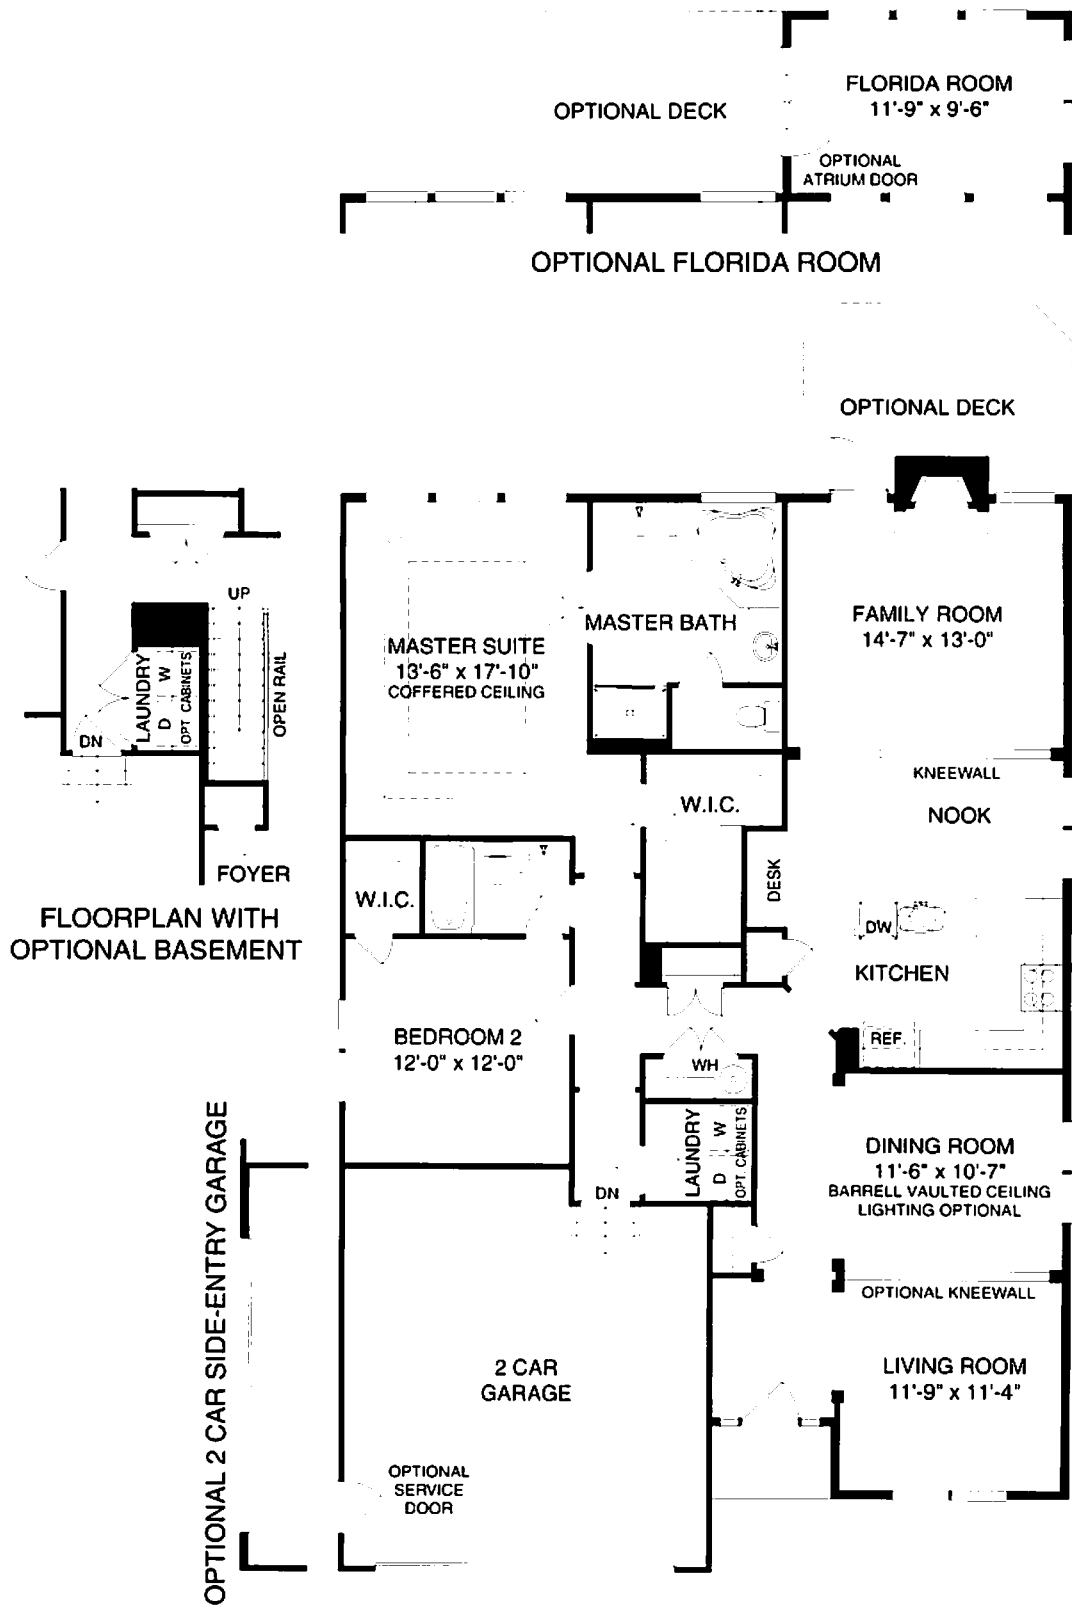 FLORIDA ROOM
11'-9" x 9'-6"
OPTIONAL DECK
OPTIONAL
ATRIUM DOOR
OPTIONAL FLORIDA ROOM
OPTIONAL DECK
UP
OPEN RAIL
LAUNDRY
D W
OPT. CABINETS
DN
FOYER
FLOORPLAN WITH
OPTIONAL BASEMENT
MASTER SUITE
13'-6" x 17'-10"
COFFERED CEILING
MASTER BATH
FAMILY ROOM
14'-7" x 13'-0"
KNEEWALL
NOOK
W.I.C.
W.I.C.
DESK
DW
KITCHEN
REF.
BEDROOM 2
12'-0" x 12'-0"
WH
LAUNDRY
D W
OPT. CABINETS
DN
DINING ROOM
11'-6" x 10'-7"
BARRELL VAULTED CEILING
LIGHTING OPTIONAL
OPTIONAL KNEEWALL
LIVING ROOM
11'-9" x 11'-4"
2 CAR
GARAGE
OPTIONAL
SERVICE
DOOR
OPTIONAL 2 CAR SIDE-ENTRY GARAGE